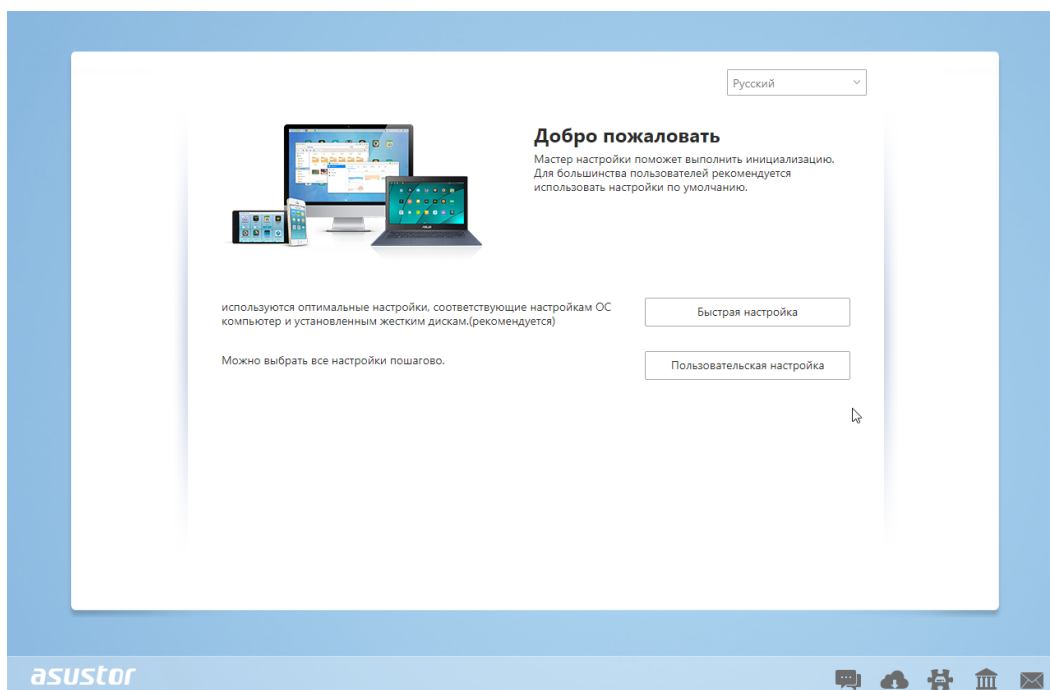 Русский
Добро пожаловать
Мастер настройки поможет выполнить инициализацию.
Для большинства пользователей рекомендуется
использовать настройки по умолчанию.
используются оптимальные настройки, соответствующие настройкам ОС
компьютер и установленным жестким дискам.(рекомендуется)
Быстрая настройка
Можно выбрать все настройки пошагово.
Пользовательская настройка
asustor